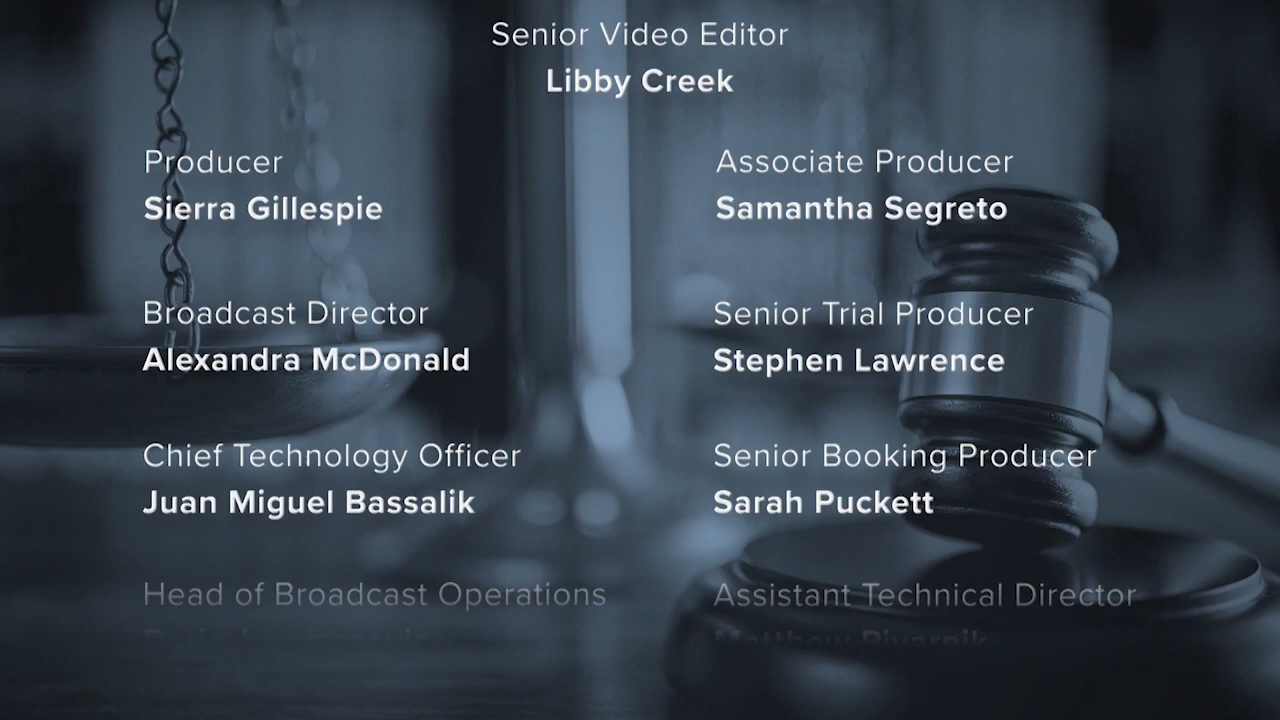 Senior Video Editor
Libby Creek
Producer
Sierra Gillespie
Associate Producer
Samantha Segreto
Broadcast Director
Alexandra McDonald
Senior Trial Producer
Stephen Lawrence
Chief Technology Officer
Juan Miguel Bassalik
Senior Booking Producer
Sarah Puckett
Head of Broadcast Operations
Assistant Technical Director
Matthew